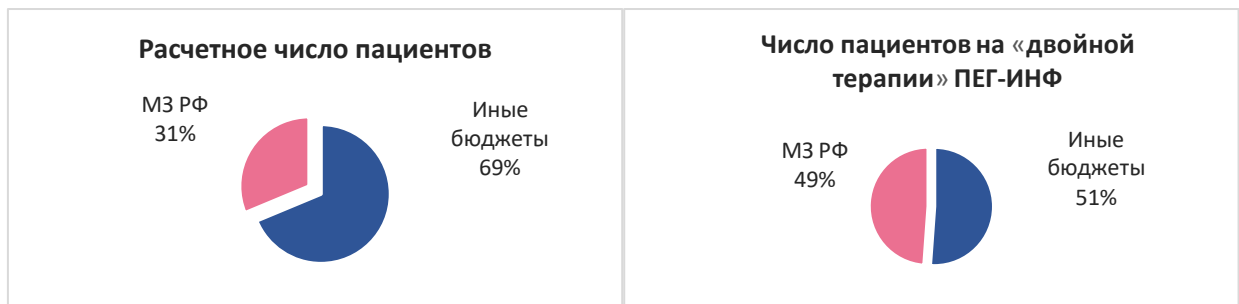 Расчетное число пациентов
МЗ РФ
31%
Иные
бюджеты
69%
Число пациентов на «двойной
терапии» ПЕГ-ИНФ
МЗ РФ
49%
Иные
бюджеты
51%